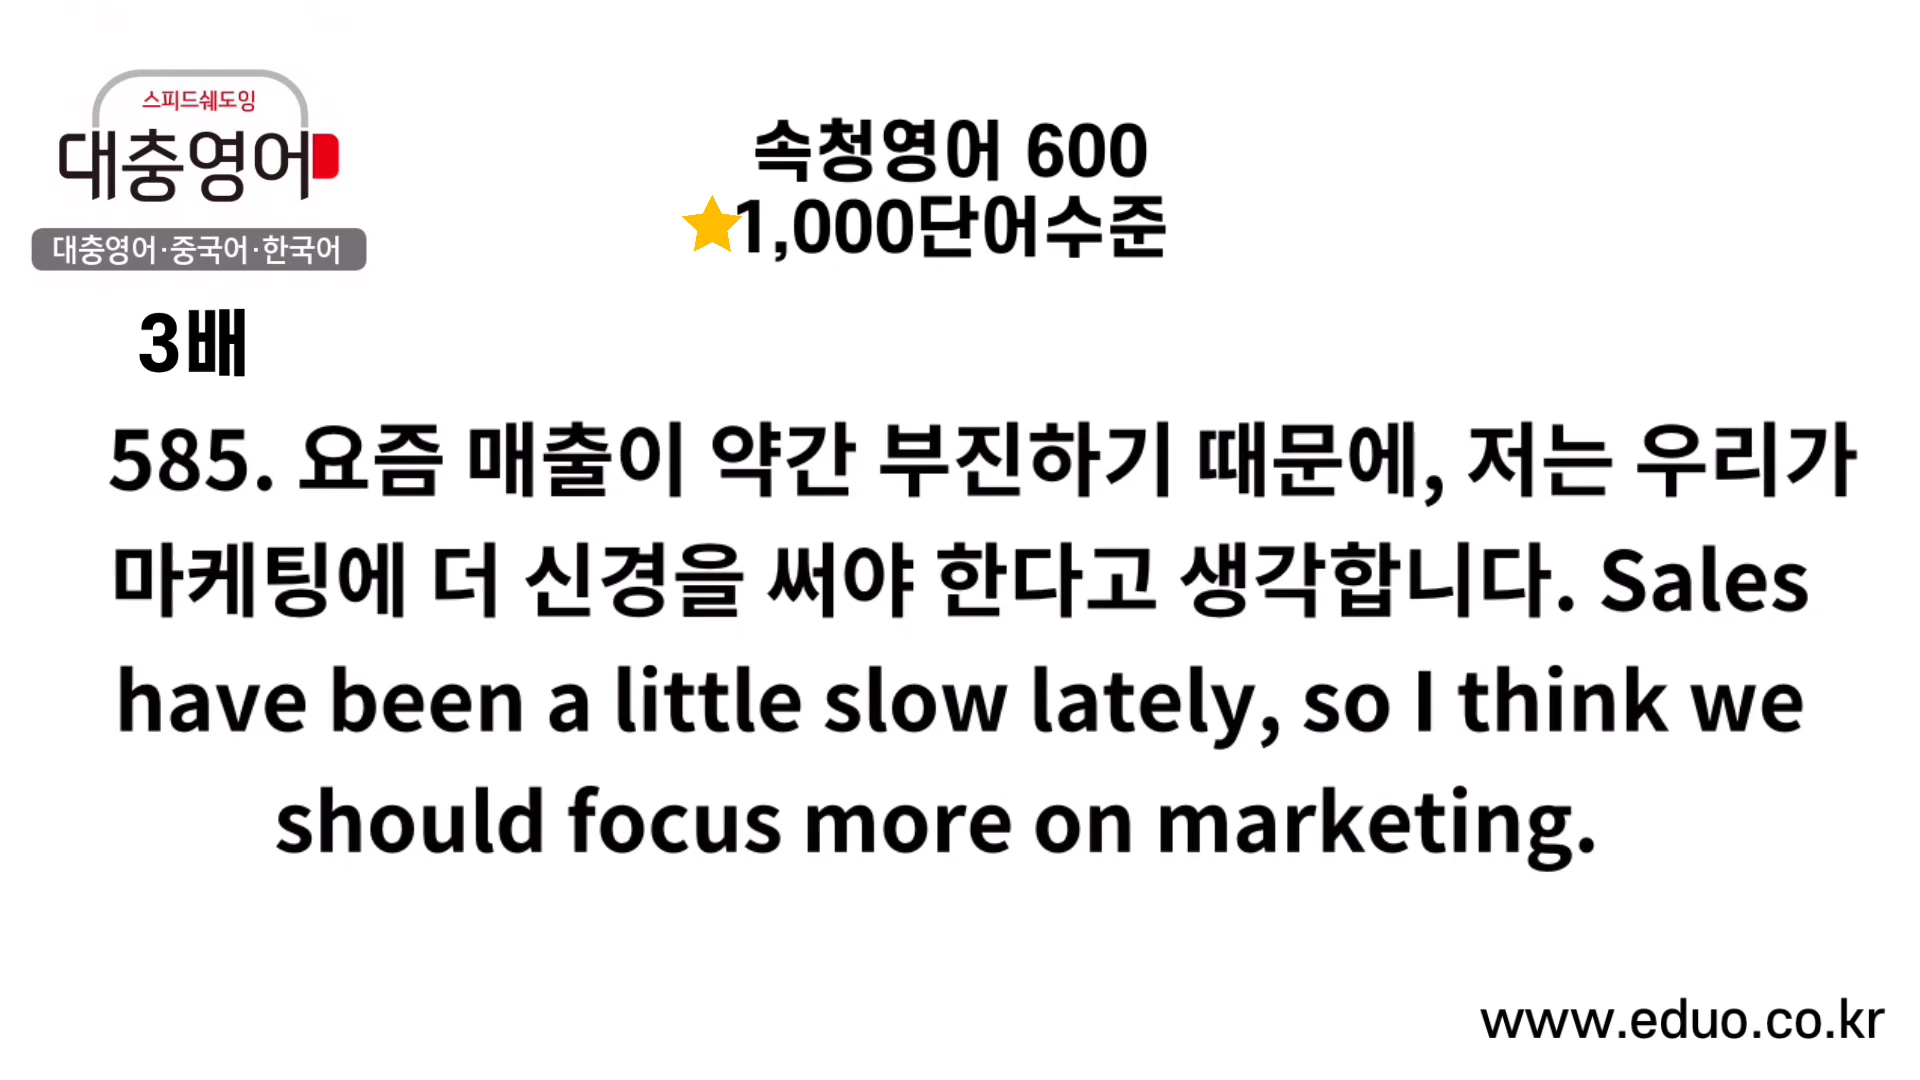 스피드쉐도잉
대충영어
대충영어·중국어·한국어
속청영어 600
1,000단어수준
3배
585. 요즘 매출이 약간 부진하기 때문에, 저는 우리가
마케팅에 더 신경을 써야 한다고 생각합니다. Sales
have been a little slow lately, so I think we
should focus more on marketing.
www.eduo.co.kr